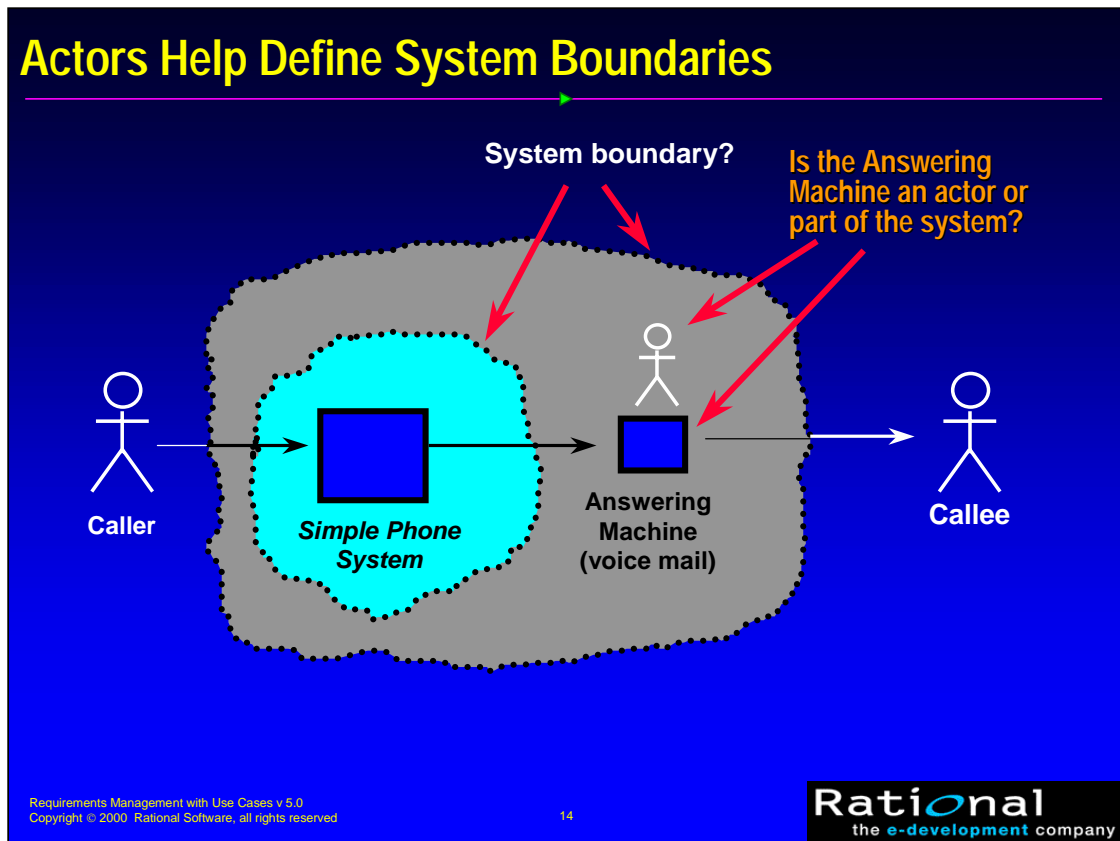 Actors Help Define System Boundaries
System boundary?
Is the Answering
Machine an actor or
part of the system?
Caller
Simple Phone
System
Answering
Machine
(voice mail)
Callee
Requirements Management with Use Cases v 5.0
Copyright © 2000 Rational Software, all rights reserved
14
Rational
the e-development company